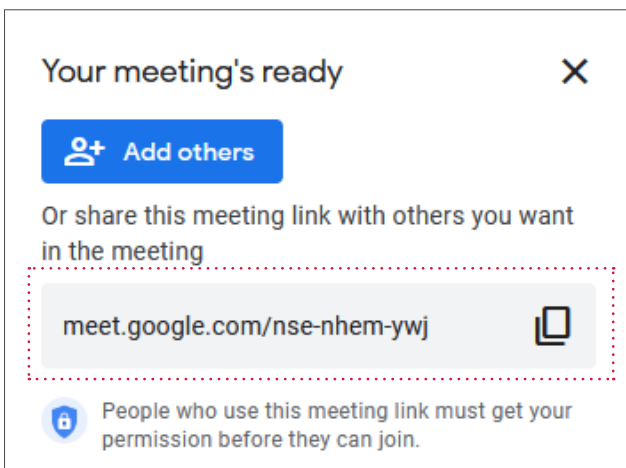 Your meeting's ready
Add others
Or share this meeting link with others you want
in the meeting
meet.google.com/nse-nhem-ywj
People who use this meeting link must get your
permission before they can join.